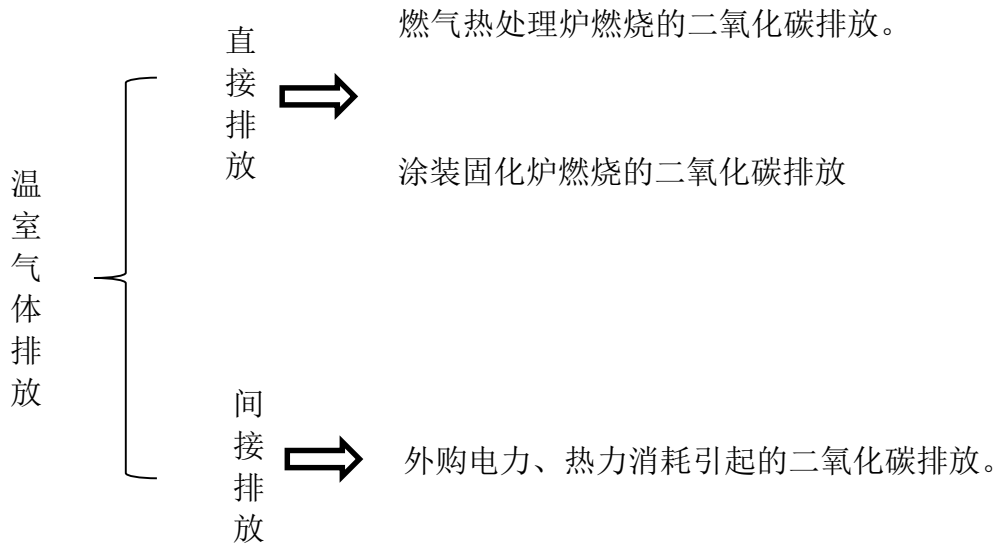 温室气体排放
直接排放
燃气热处理炉燃烧的二氧化碳排放。
涂装固化炉燃烧的二氧化碳排放
间接排放
外购电力、热力消耗引起的二氧化碳排放。